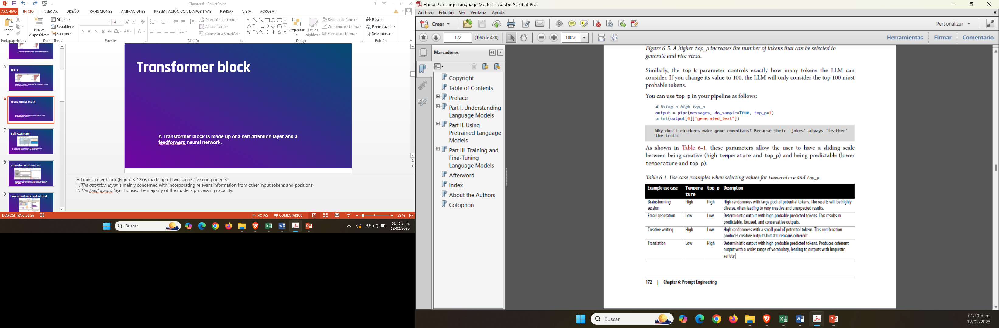 Chapter 6 - PowerPoint
ARCHIVO INICIO INSERTAR DISEÑO TRANSICIONES ANIMACIONES PRESENTACIÓN CON DIAPOSITIVAS REVISAR VISTA ACROBAT
Pegar
Nueva
diapositiva
Diseño
Restablecer
Sección
14
N K S S abc AV Aa A
Dirección del texto
Alinear texto
Convertir a SmartArt
Organizar
Estilos
rápidos
Relleno de forma
Contorno de forma
Efectos de forma
Buscar
Reemplazar
Seleccionar
Portapapeles Diapositivas Fuente Párrafo Dibujo Edición
5
top_p
6
Transformer block
7
Self Attention
8
attention mechanism:
9
How attention is calculated
Transformer block
A Transformer block is made up of a self-attention layer and a
feedforward neural network.
A Transformer block (Figure 3-12) is made up of two successive components:
1. The attention layer is mainly concerned with incorporating relevant information from other input tokens and positions
2. The feedforward layer houses the majority of the model's processing capacity.
DIAPOSITIVA 6 DE 26 NOTAS COMENTARIOS 29 %
Buscar
01:40 p. m.
12/02/2025
Hands-On Large Language Models - Adobe Acrobat Pro
Archivo Edición Ver Ventana Ayuda
Crear Personalizar
172 (194 de 428) 100% Herramientas Firmar Comentario
Marcadores
Copyright
Table of Contents
Preface
Part I. Understanding
Language Models
Part II. Using
Pretrained Language
Models
Part III. Training and
Fine-Tuning
Language Models
Afterword
Index
About the Authors
Colophon
Figure 6-5. A higher top_p increases the number of tokens that can be selected to
generate and vice versa.
Similarly, the top_k parameter controls exactly how many tokens the LLM can
consider. If you change its value to 100, the LLM will only consider the top 100 most
probable tokens.
You can use top_p in your pipeline as follows:
# Using a high top_p
output = pipe(messages, do_sample=True, top_p=1)
print(output[0]["generated_text"])
Why don't chickens make good comedians? Because their 'jokes' always 'feather'
the truth!
As shown in Table 6-1, these parameters allow the user to have a sliding scale
between being creative (high temperature and top_p) and being predictable (lower
temperature and top_p).
Table 6-1. Use case examples when selecting values for temperature and top_p.
Example use case Tempera top_p Description
ture
Brainstorming High High High randomness with large pool of potential tokens. The results will be highly
session diverse, often leading to very creative and unexpected results.
Email generation Low Low Deterministic output with high probable predicted tokens. This results in
predictable, focused, and conservative outputs.
Creative writing High Low High randomness with a small pool of potential tokens. This combination
produces creative outputs but still remains coherent.
Translation Low High Deterministic output with high probable predicted tokens. Produces coherent
output with a wider range of vocabulary, leading to outputs with linguistic
variety.
172 | Chapter 6: Prompt Engineering
Buscar
01:40 p. m.
12/02/2025